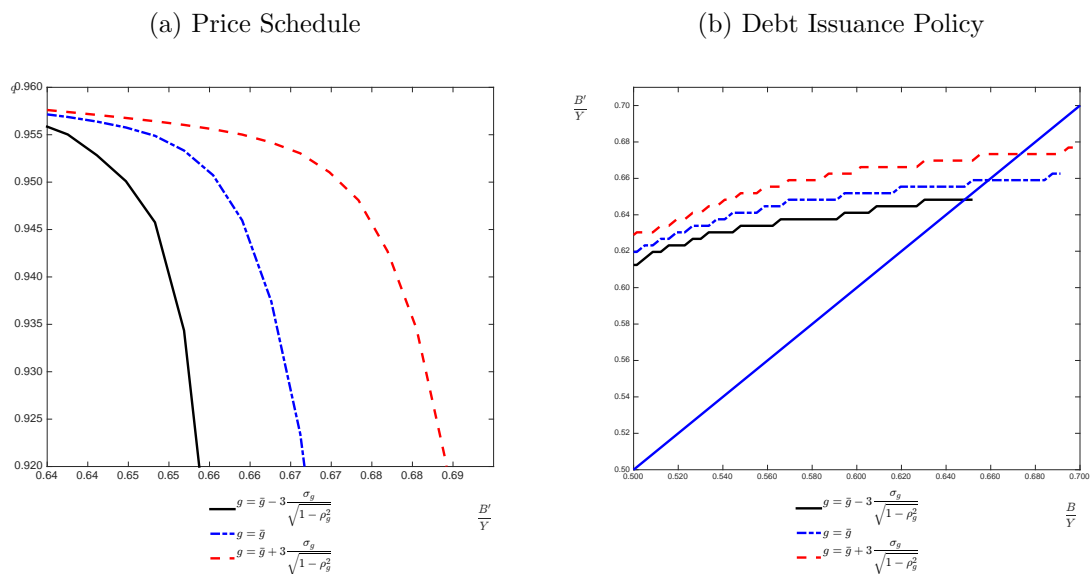 (a) Price Schedule
(b) Debt Issuance Policy
0.960
0.955
0.950
0.945
0.940
0.935
0.930
0.925
0.920
0.64 0.64 0.65 0.65 0.66 0.66 0.67 0.67 0.68 0.68 0.69
B′/Y
g = ḡ − 3 σ_g/√(1 − ρ_g²)
g = ḡ
g = ḡ + 3 σ_g/√(1 − ρ_g²)
B′/Y
0.70
0.68
0.66
0.64
0.62
0.60
0.58
0.56
0.54
0.52
0.50
0.500 0.520 0.540 0.560 0.580 0.600 0.620 0.640 0.660 0.680 0.700
B/Y
g = ḡ − 3 σ_g/√(1 − ρ_g²)
g = ḡ
g = ḡ + 3 σ_g/√(1 − ρ_g²)